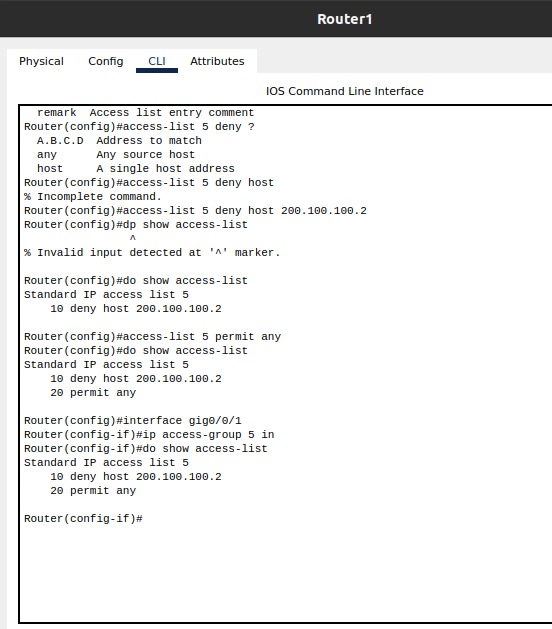 Router1
Physical Config CLI Attributes
IOS Command Line Interface
remark Access list entry comment
Router(config)#access-list 5 deny ?
A.B.C.D Address to match
any Any source host
host A single host address
Router(config)#access-list 5 deny host
% Incomplete command.
Router(config)#access-list 5 deny host 200.100.100.2
Router(config)#dp show access-list
^
% Invalid input detected at '^' marker.
Router(config)#do show access-list
Standard IP access list 5
10 deny host 200.100.100.2
Router(config)#access-list 5 permit any
Router(config)#do show access-list
Standard IP access list 5
10 deny host 200.100.100.2
20 permit any
Router(config)#interface gig0/0/1
Router(config-if)#ip access-group 5 in
Router(config-if)#do show access-list
Standard IP access list 5
10 deny host 200.100.100.2
20 permit any
Router(config-if)#